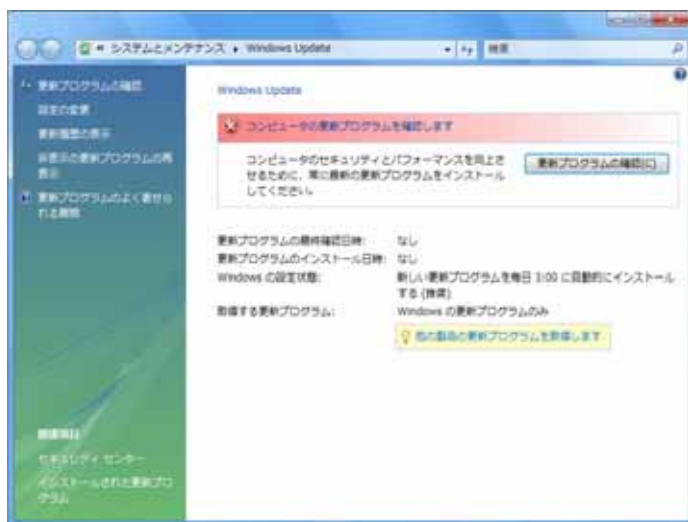 システムとメンテナンス ▸ Windows Update
検索
更新プログラムの確認
設定の変更
更新履歴の表示
非表示の更新プログラムの再
表示
更新プログラムのよく寄せら
れる質問
Windows Update
コンピュータの更新プログラムを確認します
コンピュータのセキュリティとパフォーマンスを向上さ
せるために、常に最新の更新プログラムをインストール
してください。
更新プログラムの確認(C)
更新プログラムの最終確認日時: なし
更新プログラムのインストール日時: なし
Windows の設定状態: 新しい更新プログラムを毎日 3:00 に自動的にインストール
する (推奨)
取得する更新プログラム: Windows の更新プログラムのみ
他の製品の更新プログラムを取得します
関連項目
セキュリティ センター
インストールされた更新プロ
グラム